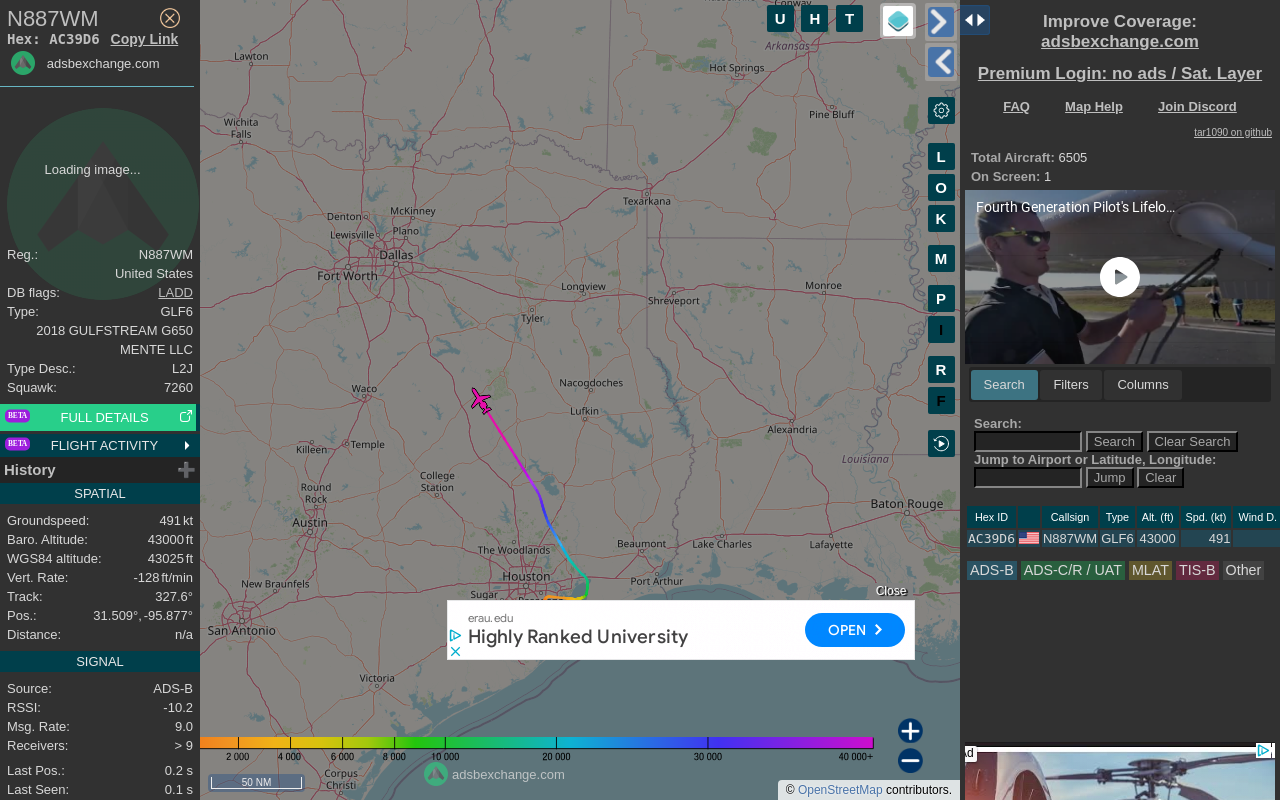 N887WM
Hex: AC39D6 Copy Link
adsbexchange.com
Loading image...
Reg.: N887WM
United States
DB flags: LADD
Type: GLF6
2018 GULFSTREAM G650
MENTE LLC
Type Desc.: L2J
Squawk: 7260
BETA FULL DETAILS
BETA FLIGHT ACTIVITY
History
SPATIAL
Groundspeed: 491 kt
Baro. Altitude: 43000 ft
WGS84 altitude: 43025 ft
Vert. Rate: -128 ft/min
Track: 327.6°
Pos.: 31.509°, -95.877°
Distance: n/a
SIGNAL
Source: ADS-B
RSSI: -10.2
Msg. Rate: 9.0
Receivers: > 9
Last Pos.: 0.2 s
Last Seen: 0.1 s
Conway
Arkansas
Lawton
Hot Springs
Pine Bluff
Wichita
Falls
Texarkana
Denton
McKinney
Lewisville
Plano
Dallas
Fort Worth
Longview
Shreveport
Monroe
Tyler
Waco
Nacogdoches
Lufkin
Alexandria
Killeen
Temple
Louisiana
College
Station
Round
Rock
Austin
Baton Rouge
The Woodlands
Beaumont
Lake Charles
Lafayette
Houston
Port Arthur
New Braunfels
Sugar
San Antonio
Victoria
Corpus
Christi
U H T
L
O
K
M
P
I
R
F
Close
erau.edu
Highly Ranked University
OPEN
2 000 4 000 6 000 8 000 10 000 20 000 30 000 40 000+
adsbexchange.com
50 NM
© OpenStreetMap contributors.
Improve Coverage:
adsbexchange.com
Premium Login: no ads / Sat. Layer
FAQ Map Help Join Discord
tar1090 on github
Total Aircraft: 6505
On Screen: 1
Fourth Generation Pilot's Lifelo...
Search Filters Columns
Search:
Search Clear Search
Jump to Airport or Latitude, Longitude:
Jump Clear
Hex ID Callsign Type Alt. (ft) Spd. (kt) Wind D.
AC39D6 N887WM GLF6 43000 491
ADS-B ADS-C/R / UAT MLAT TIS-B Other